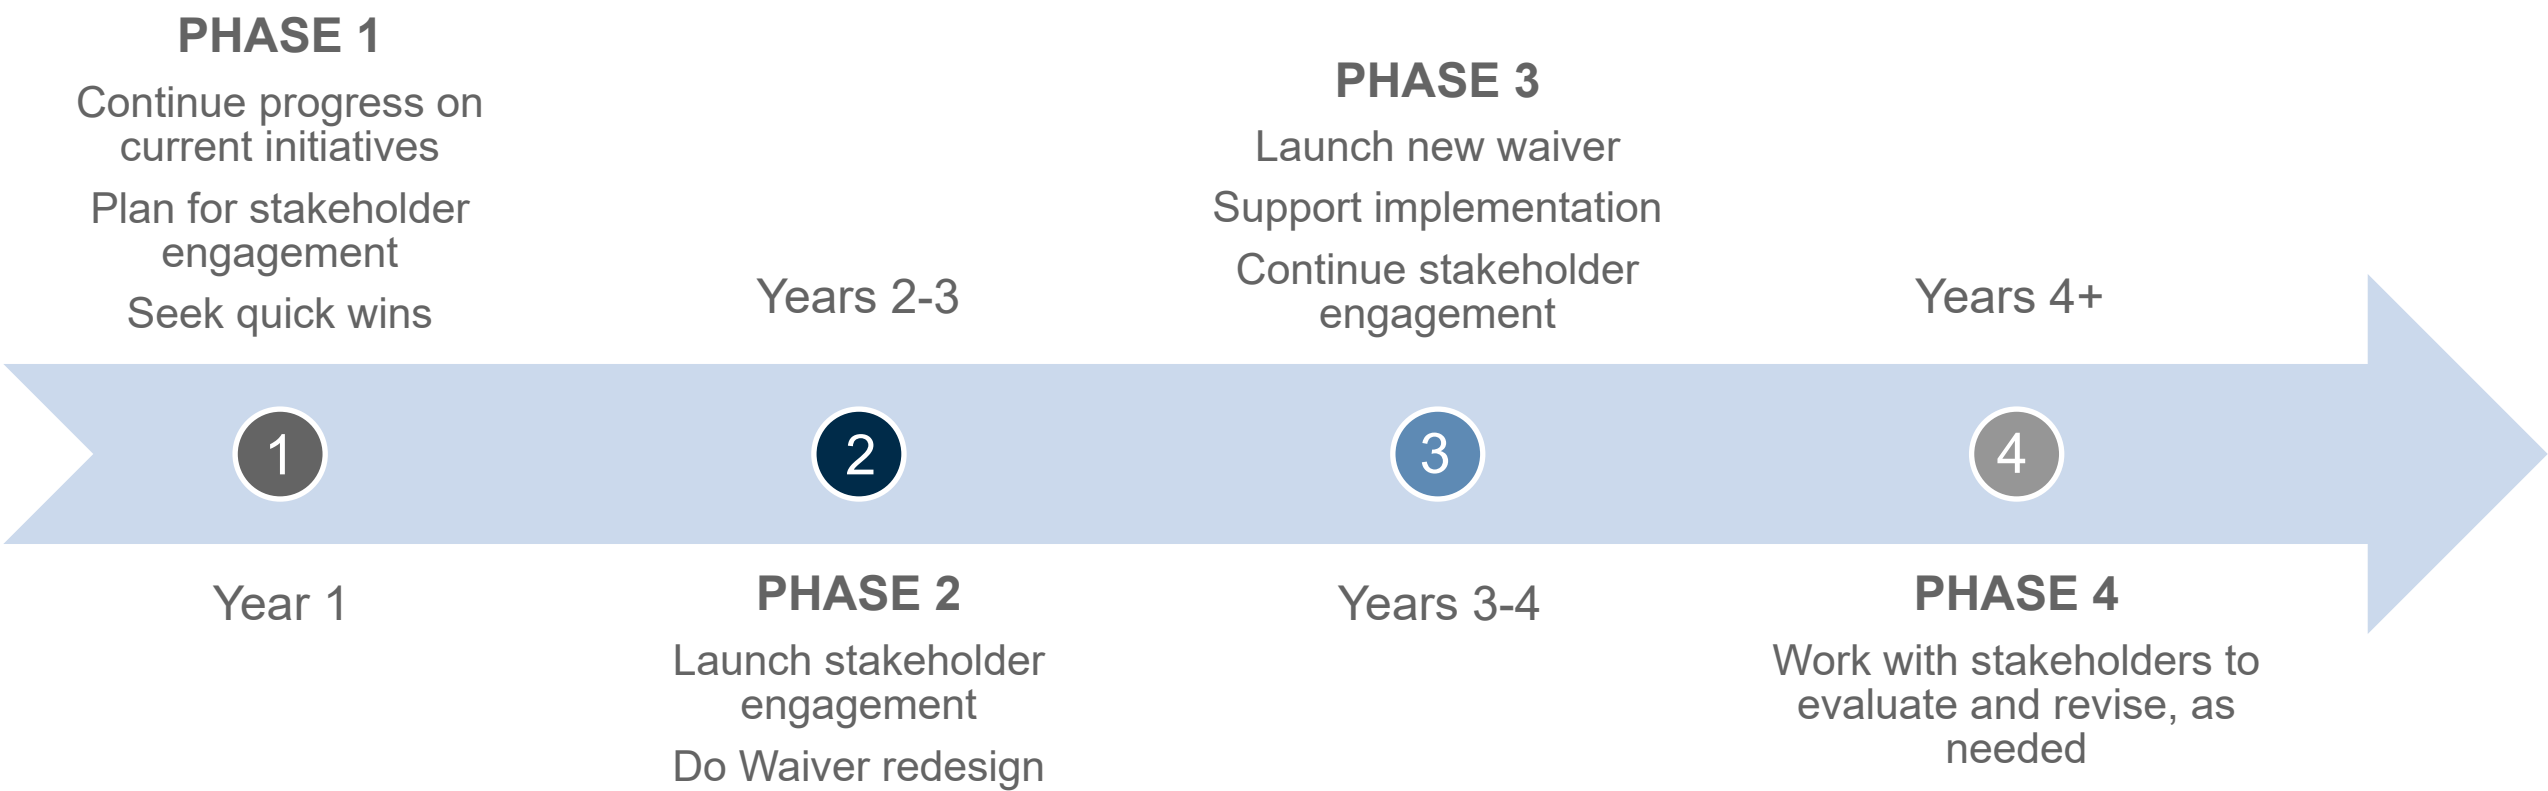 PHASE 1
Continue progress on
current initiatives
Plan for stakeholder
engagement
Seek quick wins
1
Year 1
Years 2-3
2
PHASE 2
Launch stakeholder
engagement
Do Waiver redesign
PHASE 3
Launch new waiver
Support implementation
Continue stakeholder
engagement
3
Years 3-4
Years 4+
4
PHASE 4
Work with stakeholders to
evaluate and revise, as
needed